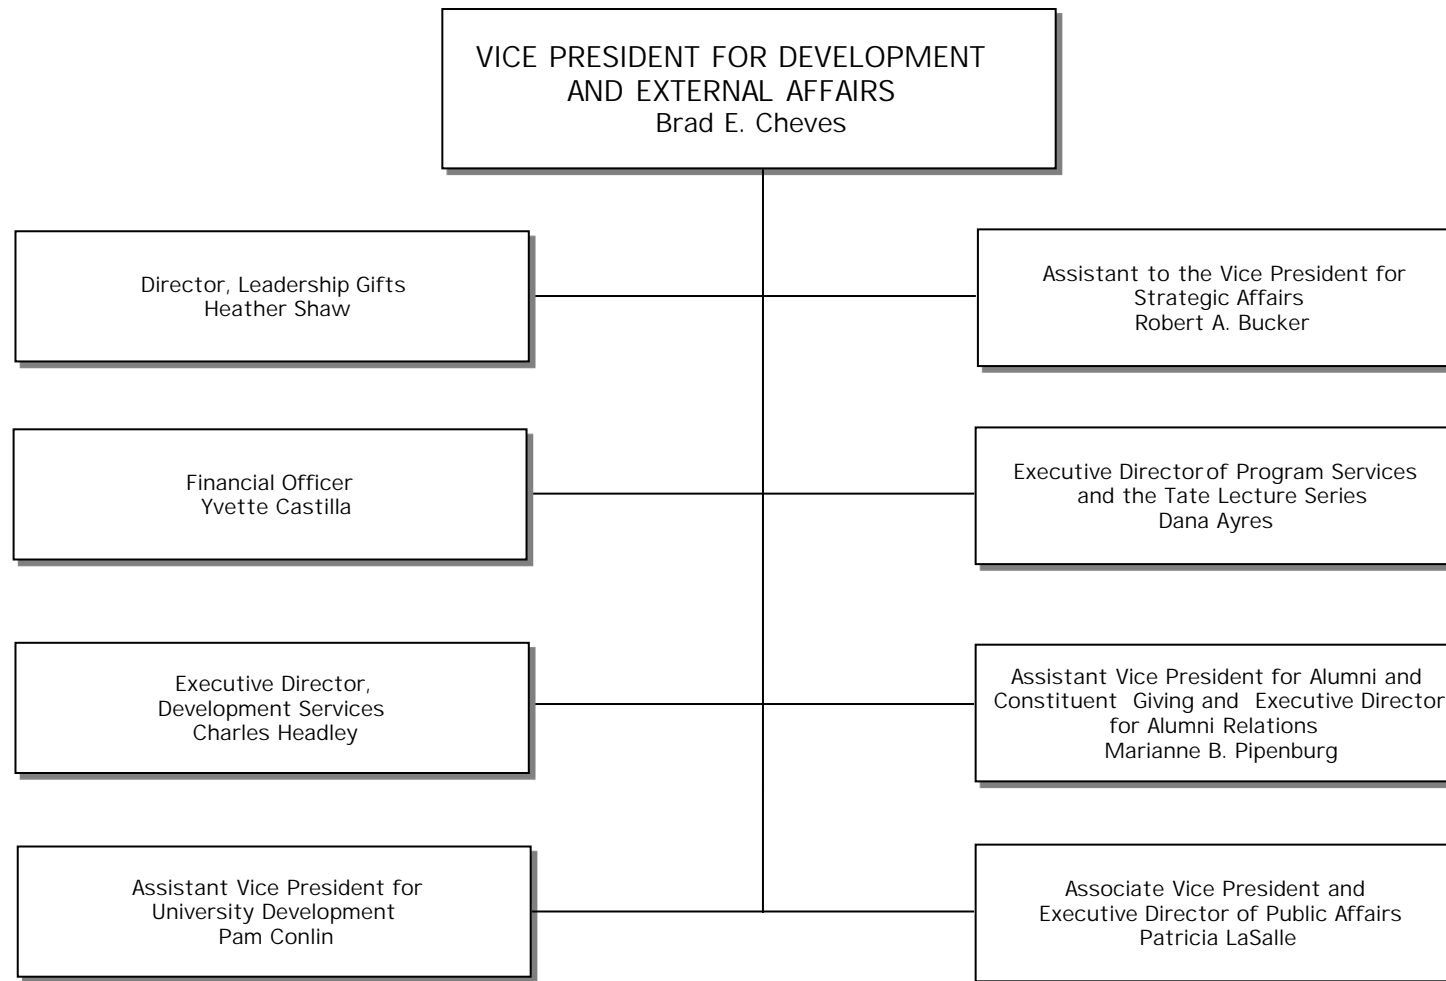 VICE PRESIDENT FOR DEVELOPMENT
AND EXTERNAL AFFAIRS
Brad E. Cheves
Director, Leadership Gifts
Heather Shaw
Assistant to the Vice President for
Strategic Affairs
Robert A. Bucker
Financial Officer
Yvette Castilla
Executive Director of Program Services
and the Tate Lecture Series
Dana Ayres
Executive Director,
Development Services
Charles Headley
Assistant Vice President for Alumni and
Constituent Giving and Executive Director
for Alumni Relations
Marianne B. Pipenburg
Assistant Vice President for
University Development
Pam Conlin
Associate Vice President and
Executive Director of Public Affairs
Patricia LaSalle